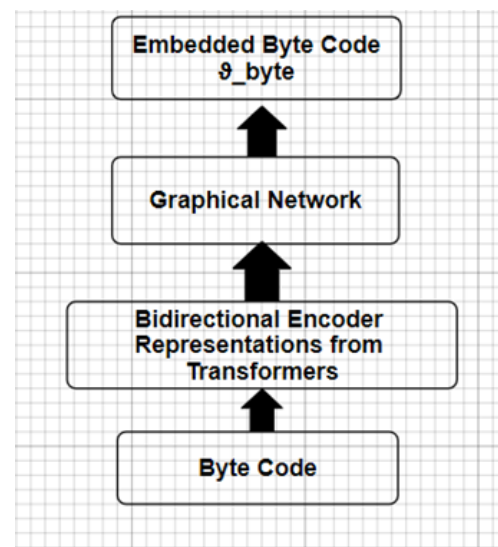 Embedded Byte Code
ϑ_byte
Graphical Network
Bidirectional Encoder
Representations from
Transformers
Byte Code